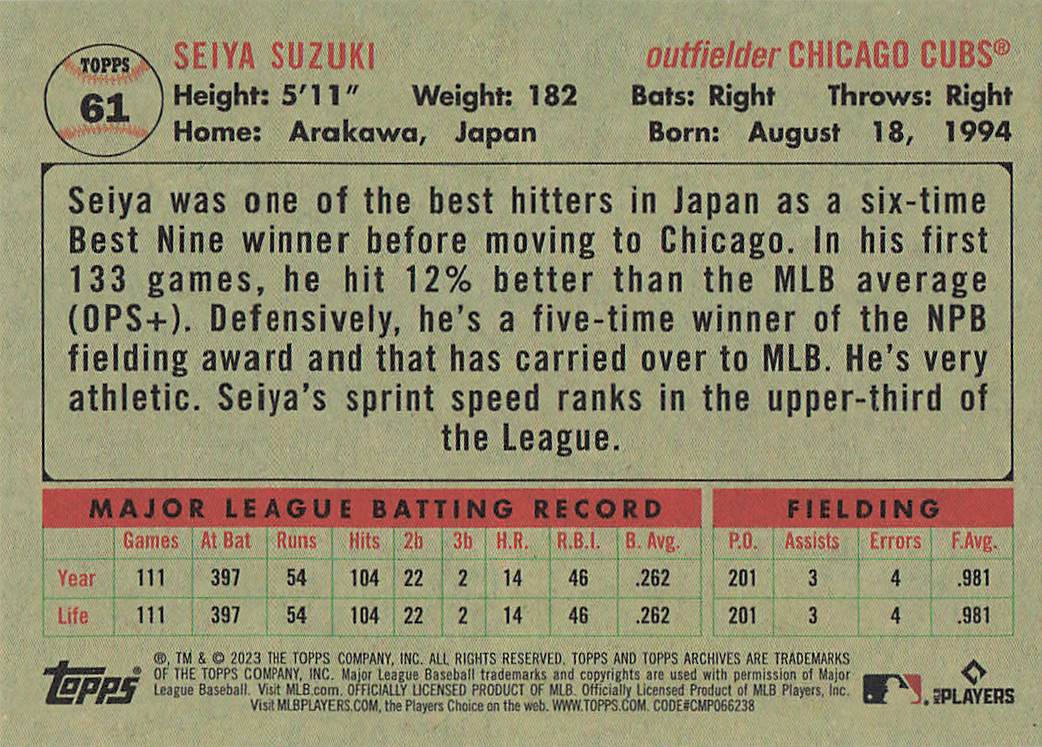 TOPPS
61
SEIYA SUZUKI outfielder CHICAGO CUBS®
Height: 5'11" Weight: 182 Bats: Right Throws: Right
Home: Arakawa, Japan Born: August 18, 1994
Seiya was one of the best hitters in Japan as a six-time
Best Nine winner before moving to Chicago. In his first
133 games, he hit 12% better than the MLB average
(OPS+). Defensively, he's a five-time winner of the NPB
fielding award and that has carried over to MLB. He's very
athletic. Seiya's sprint speed ranks in the upper-third of
the League.
MAJOR LEAGUE BATTING RECORD FIELDING
Games At Bat Runs Hits 2b 3b H.R. R.B.I. B. Avg. P.O. Assists Errors F.Avg.
Year 111 397 54 104 22 2 14 46 .262 201 3 4 .981
Life 111 397 54 104 22 2 14 46 .262 201 3 4 .981
®, TM & © 2023 THE TOPPS COMPANY, INC. ALL RIGHTS RESERVED. TOPPS AND TOPPS ARCHIVES ARE TRADEMARKS
OF THE TOPPS COMPANY, INC. Major League Baseball trademarks and copyrights are used with permission of Major
League Baseball. Visit MLB.com. OFFICIALLY LICENSED PRODUCT OF MLB. Officially Licensed Product of MLB Players, Inc.
Visit MLBPLAYERS.COM, the Players Choice on the web. WWW.TOPPS.COM. CODE#CMP066238
Topps®
MLB PLAYERS